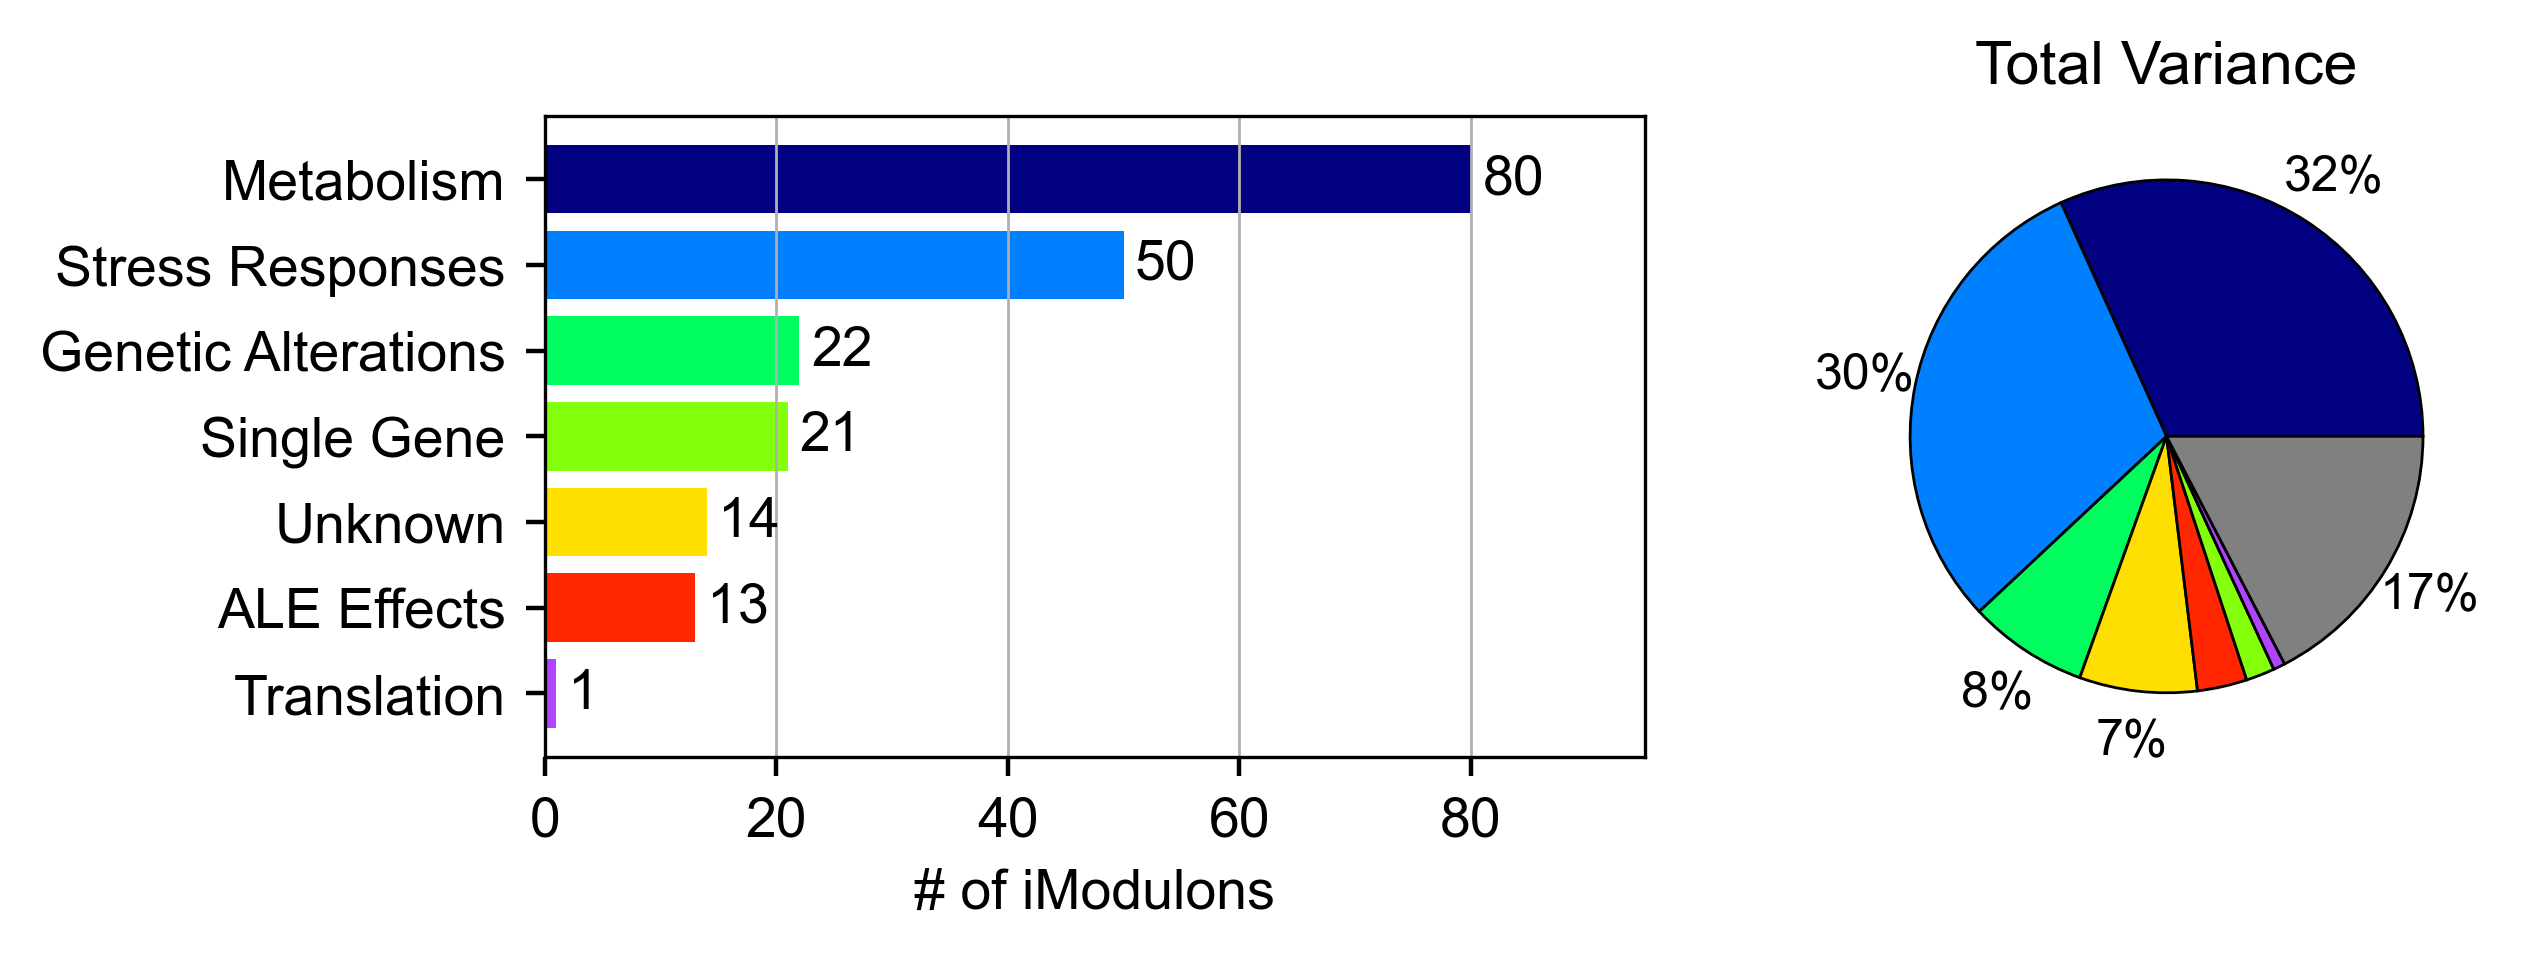 Total Variance
Metabolism 80
Stress Responses 50
Genetic Alterations 22
Single Gene 21
Unknown 14
ALE Effects 13
Translation 1
0 20 40 60 80
# of iModulons
32%
30%
17%
8%
7%